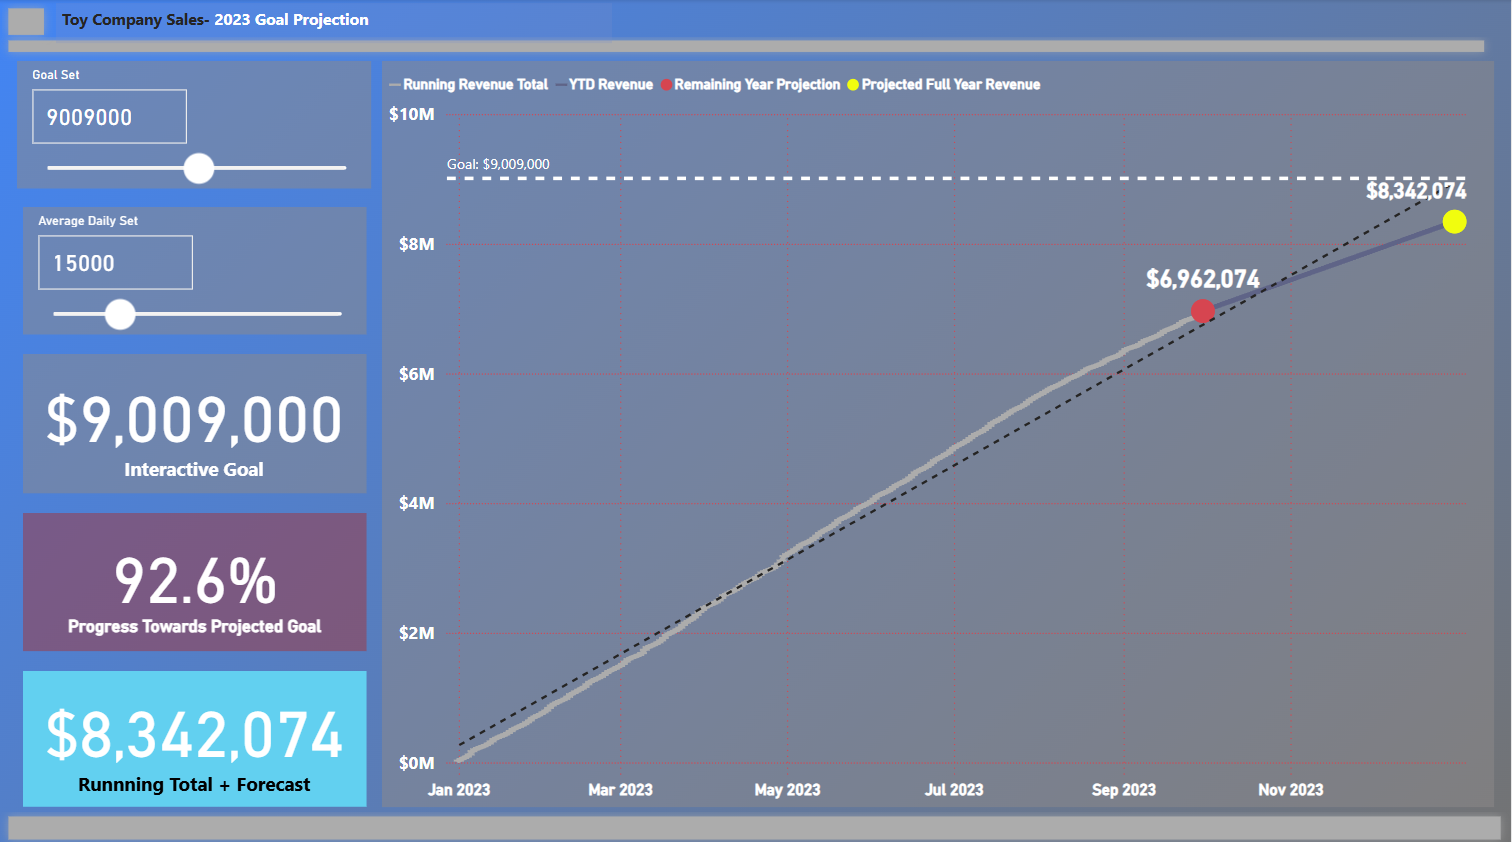 Toy Company Sales- 2023 Goal Projection
Goal Set
9009000
Average Daily Set
15000
$9,009,000
Interactive Goal
92.6%
Progress Towards Projected Goal
$8,342,074
Runnning Total + Forecast
Running Revenue Total YTD Revenue Remaining Year Projection Projected Full Year Revenue
$10M
Goal: $9,009,000
$8,342,074
$8M
$6,962,074
$6M
$4M
$2M
$0M
Jan 2023 Mar 2023 May 2023 Jul 2023 Sep 2023 Nov 2023